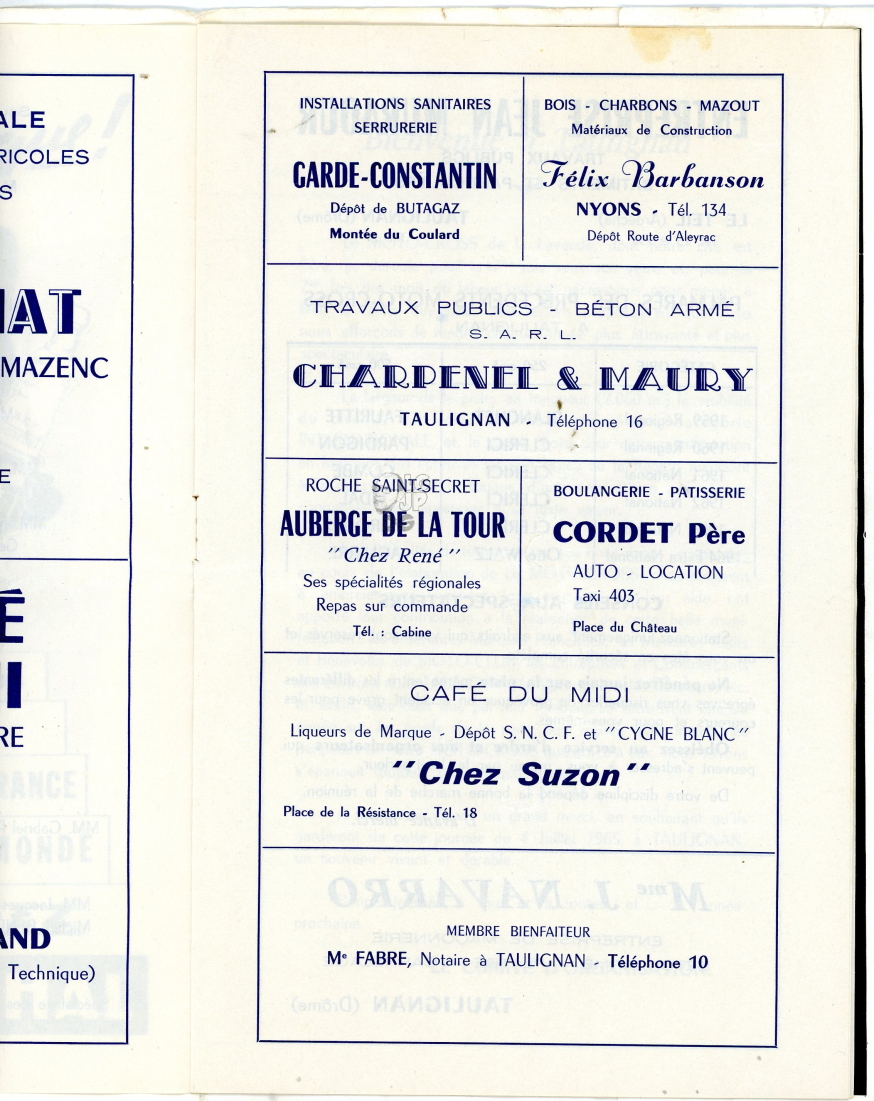 ALE
RICOLES
S
MAT
MAZENC
E
É
I
RE
AND
Technique)
INSTALLATIONS SANITAIRES
SERRURERIE
GARDE-CONSTANTIN
Dépôt de BUTAGAZ
Montée du Coulard
BOIS - CHARBONS - MAZOUT
Matériaux de Construction
Félix Barbanson
NYONS - Tél. 134
Dépôt Route d'Aleyrac
TRAVAUX PUBLICS - BÉTON ARMÉ
S. A. R. L.
CHARPENEL & MAURY
TAULIGNAN - Téléphone 16
ROCHE SAINT-SECRET
AUBERGE DE LA TOUR
"Chez René"
Ses spécialités régionales
Repas sur commande
Tél. : Cabine
BOULANGERIE - PATISSERIE
CORDET Père
AUTO - LOCATION
Taxi 403
Place du Château
CAFÉ DU MIDI
Liqueurs de Marque - Dépôt S. N. C. F. et "CYGNE BLANC"
"Chez Suzon"
Place de la Résistance - Tél. 18
MEMBRE BIENFAITEUR
Me FABRE, Notaire à TAULIGNAN - Téléphone 10